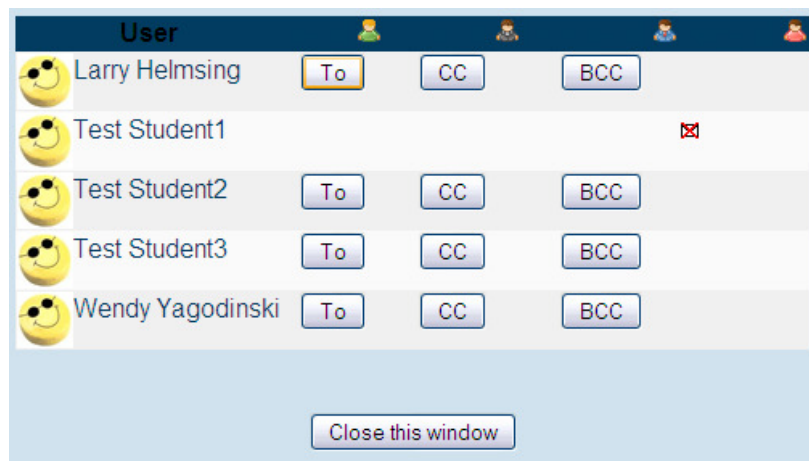 User
Larry Helmsing To CC BCC
Test Student1
Test Student2 To CC BCC
Test Student3 To CC BCC
Wendy Yagodinski To CC BCC
Close this window